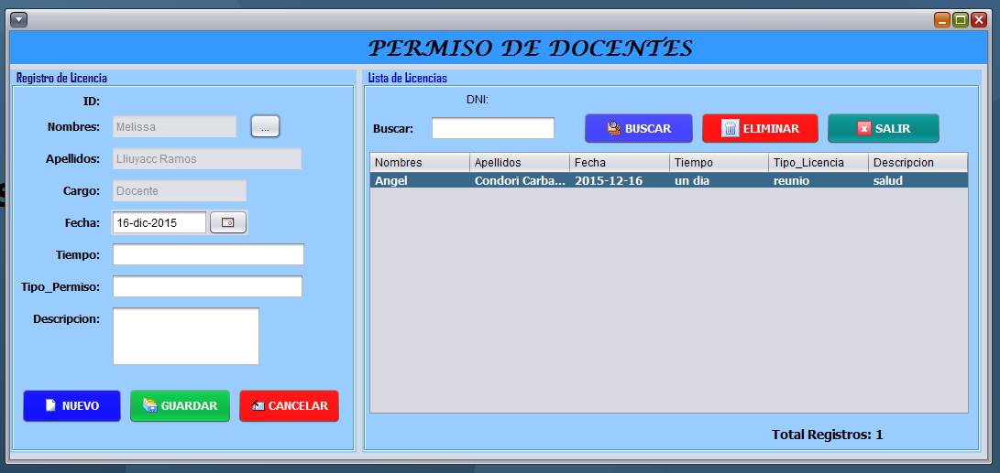 PERMISO DE DOCENTES
Registro de Licencia
ID:
Nombres: Melissa ...
Apellidos: Lliuyacc Ramos
Cargo: Docente
Fecha: 16-dic-2015
Tiempo:
Tipo_Permiso:
Descripcion:
NUEVO GUARDAR CANCELAR
Lista de Licencias
DNI:
Buscar: BUSCAR ELIMINAR SALIR
Nombres Apellidos Fecha Tiempo Tipo_Licencia Descripcion
Angel Condori Carba... 2015-12-16 un dia reunio salud
Total Registros: 1